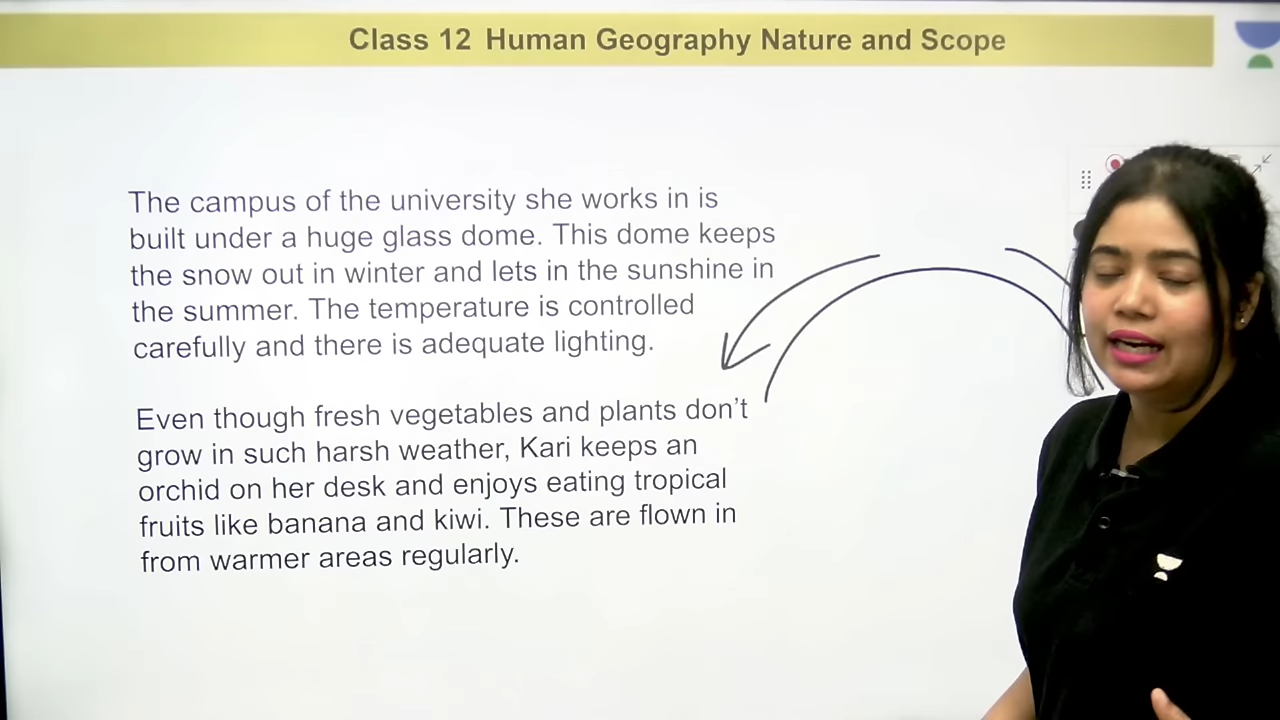 Class 12 Human Geography Nature and Scope
The campus of the university she works in is
built under a huge glass dome. This dome keeps
the snow out in winter and lets in the sunshine in
the summer. The temperature is controlled
carefully and there is adequate lighting.
Even though fresh vegetables and plants don’t
grow in such harsh weather, Kari keeps an
orchid on her desk and enjoys eating tropical
fruits like banana and kiwi. These are flown in
from warmer areas regularly.